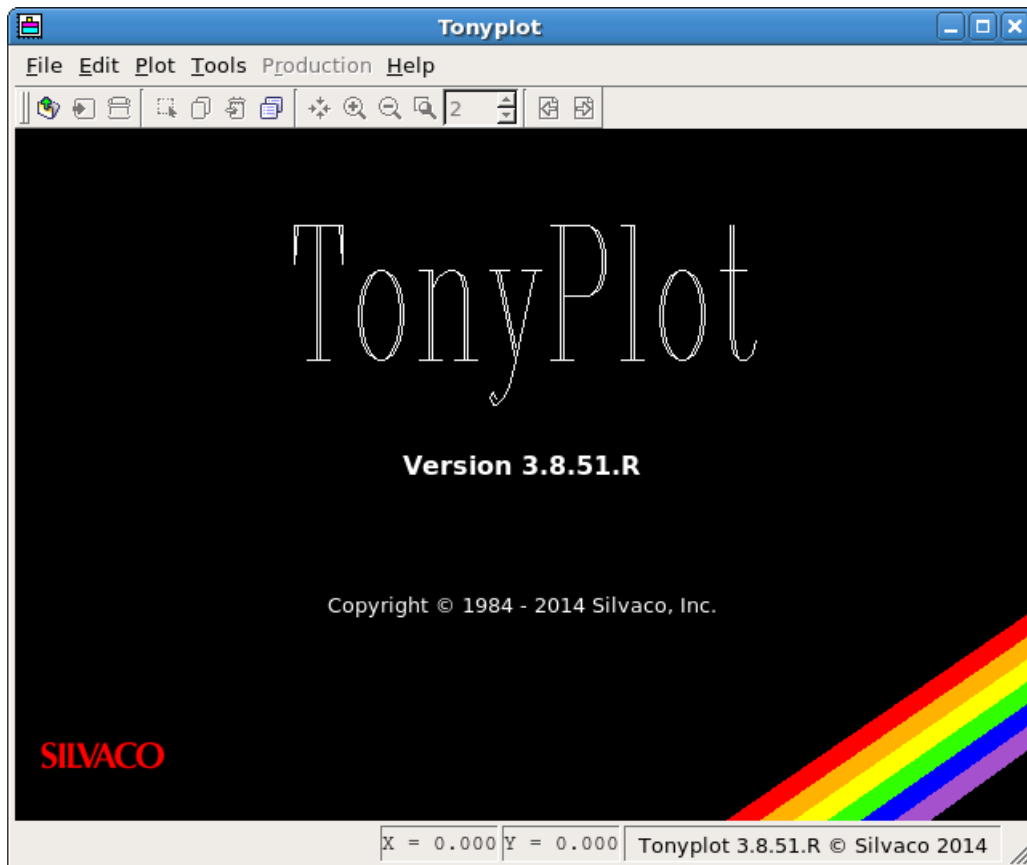 Tonyplot
File Edit Plot Tools Production Help
2
TonyPlot
Version 3.8.51.R
Copyright © 1984 - 2014 Silvaco, Inc.
SILVACO
X = 0.000 Y = 0.000 Tonyplot 3.8.51.R © Silvaco 2014